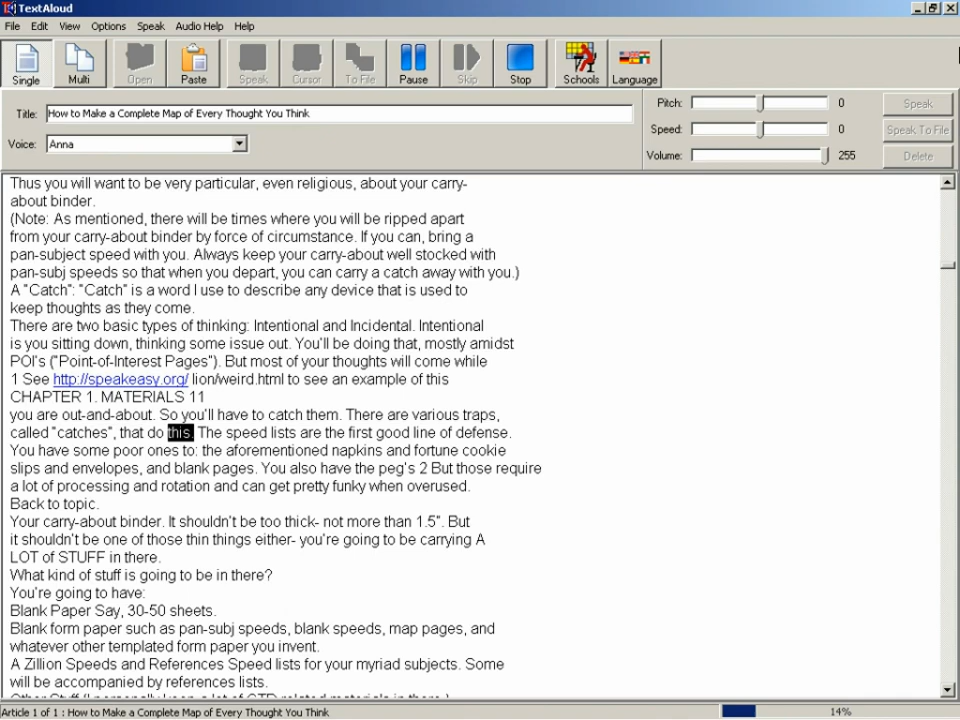 TextAloud
File Edit View Options Speak Audio Help Help
Single Multi Open Paste Speak Cursor To File Pause Skip Stop Schools Language
Title: How to Make a Complete Map of Every Thought You Think
Voice: Anna
Pitch: 0 Speak
Speed: 0 Speak To File
Volume: 255 Delete
Thus you will want to be very particular, even religious, about your carry-
about binder.
(Note: As mentioned, there will be times where you will be ripped apart
from your carry-about binder by force of circumstance. If you can, bring a
pan-subject speed with you. Always keep your carry-about well stocked with
pan-subj speeds so that when you depart, you can carry a catch away with you.)
A "Catch": "Catch" is a word I use to describe any device that is used to
keep thoughts as they come.
There are two basic types of thinking: Intentional and Incidental. Intentional
is you sitting down, thinking some issue out. You'll be doing that, mostly amidst
POI's ("Point-of-Interest Pages"). But most of your thoughts will come while
1 See http://speakeasy.org/ lion/weird.html to see an example of this
CHAPTER 1. MATERIALS 11
you are out-and-about. So you'll have to catch them. There are various traps,
called "catches", that do this. The speed lists are the first good line of defense.
You have some poor ones to: the aforementioned napkins and fortune cookie
slips and envelopes, and blank pages. You also have the peg's 2 But those require
a lot of processing and rotation and can get pretty funky when overused.
Back to topic.
Your carry-about binder. It shouldn't be too thick- not more than 1.5". But
it shouldn't be one of those thin things either- you're going to be carrying A
LOT of STUFF in there.
What kind of stuff is going to be in there?
You're going to have:
Blank Paper Say, 30-50 sheets.
Blank form paper such as pan-subj speeds, blank speeds, map pages, and
whatever other templated form paper you invent.
A Zillion Speeds and References Speed lists for your myriad subjects. Some
will be accompanied by references lists.
Other Stuff (I personally keep a lot of GTD related materials in there.)
Article 1 of 1 : How to Make a Complete Map of Every Thought You Think 14%